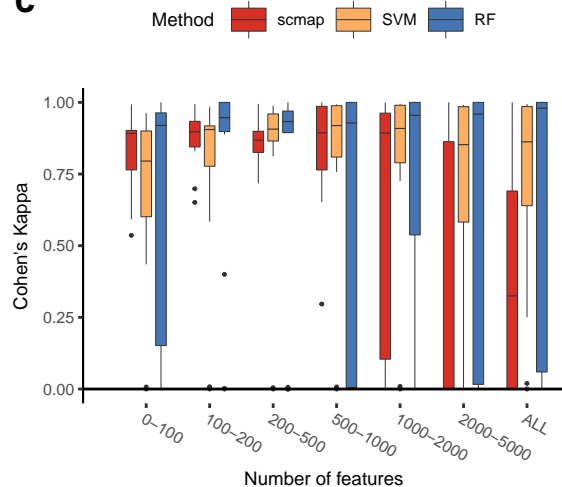 c
Method scmap SVM RF
Cohen's Kappa
1.00
0.75
0.50
0.25
0.00
0−100 100−200 200−500 500−1000 1000−2000 2000−5000 ALL
Number of features